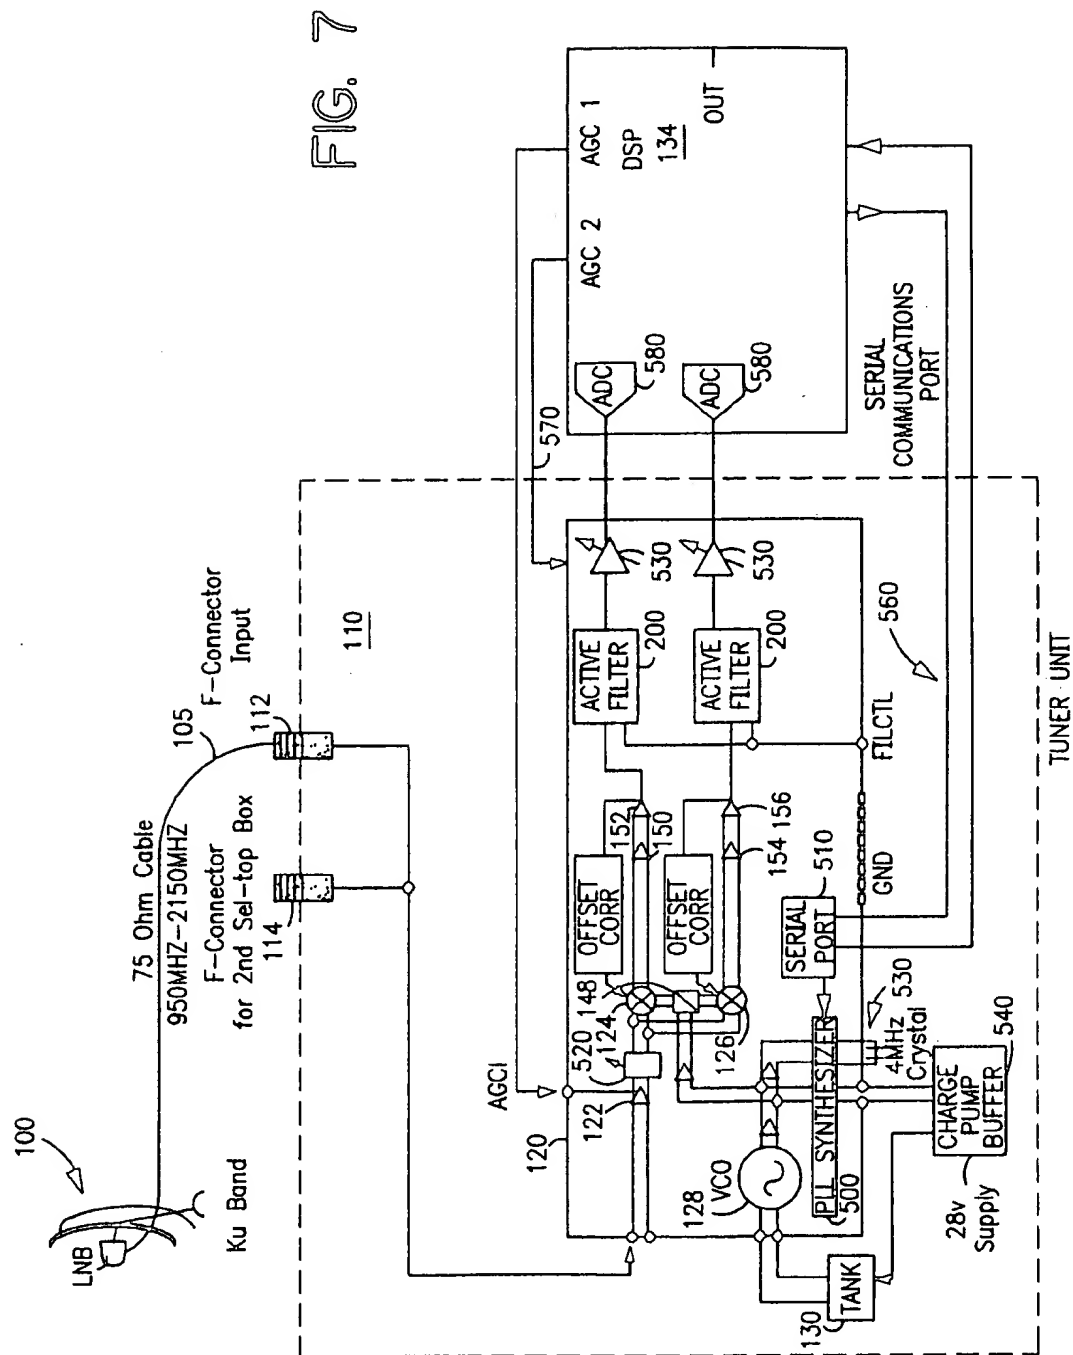 FIG. 7
100
LNB
Ku Band
75 Ohm Cable
950MHZ-2150MHZ
105
F-Connector
for 2nd Sel-top Box
114
F-Connector
Input
112
110
120
AGCI
122
520
124
148
126
OFFSET
CORR
OFFSET
CORR
152
150
154
156
ACTIVE
FILTER
200
ACTIVE
FILTER
200
530
530
570
ADC
580
ADC
580
AGC 2
AGC 1
DSP
134
OUT
SERIAL
COMMUNICATIONS
PORT
128
VCO
PLL SYNTHESIZER
500
SERIAL
PORT
510
GND
FILCTL
560
530
4MHz
Crystal
CHARGE
PUMP
BUFFER
540
28v
Supply
TANK
130
TUNER UNIT